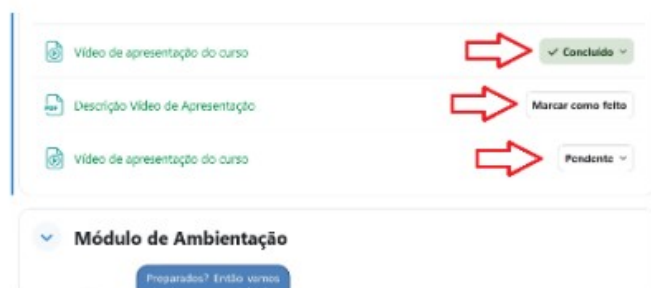 Vídeo de apresentação do curso
✓ Concluído
PDF
Descrição Vídeo de Apresentação
Marcar como feito
Vídeo de apresentação do curso
Pendente
Módulo de Ambientação
Preparados? Então vamos